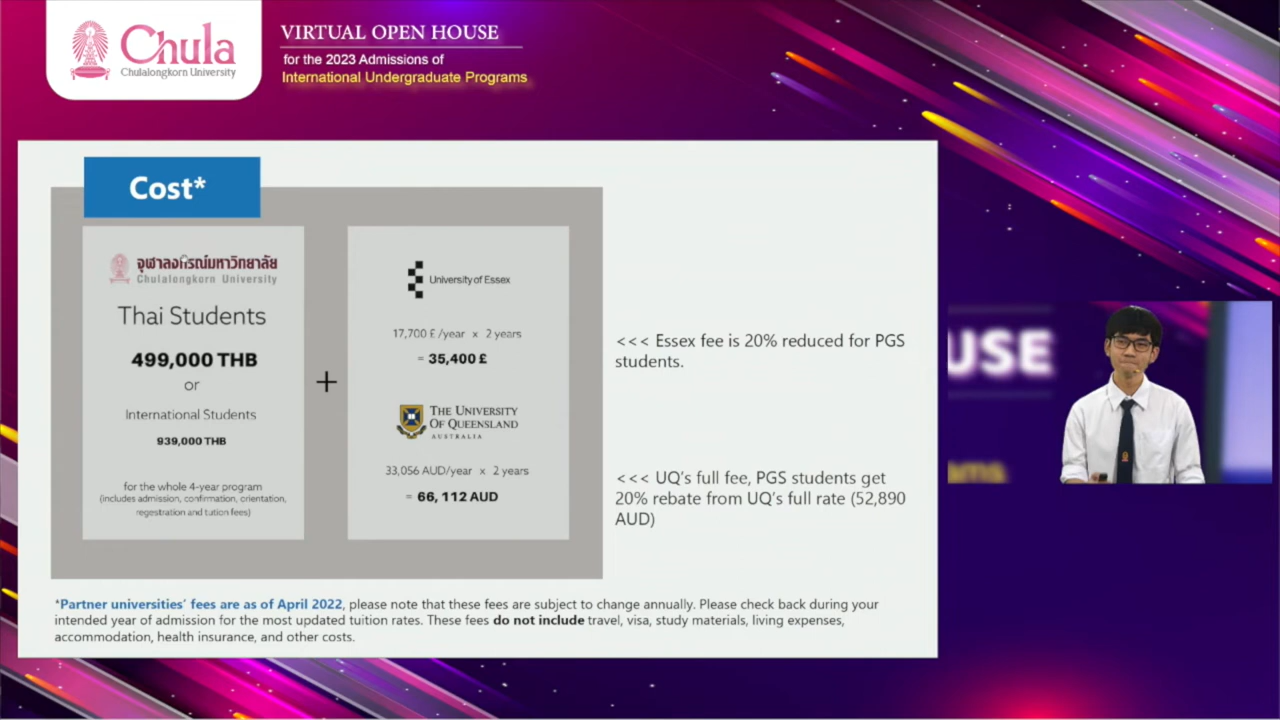 Chula
Chulalongkorn University
VIRTUAL OPEN HOUSE
for the 2023 Admissions of
International Undergraduate Programs
Cost*
จุฬาลงกรณ์มหาวิทยาลัย
Chulalongkorn University
Thai Students
499,000 THB
or
International Students
939,000 THB
for the whole 4-year program
(includes admission, confirmation, orientation,
regestration and tution fees)
+
University of Essex
17,700 £ /year x 2 years
= 35,400 £
THE UNIVERSITY
OF QUEENSLAND
AUSTRALIA
33,056 AUD/year x 2 years
= 66, 112 AUD
<<< Essex fee is 20% reduced for PGS
students.
<<< UQ's full fee, PGS students get
20% rebate from UQ's full rate (52,890
AUD)
USE
ams
*Partner universities' fees are as of April 2022, please note that these fees are subject to change annually. Please check back during your
intended year of admission for the most updated tuition rates. These fees do not include travel, visa, study materials, living expenses,
accommodation, health insurance, and other costs.